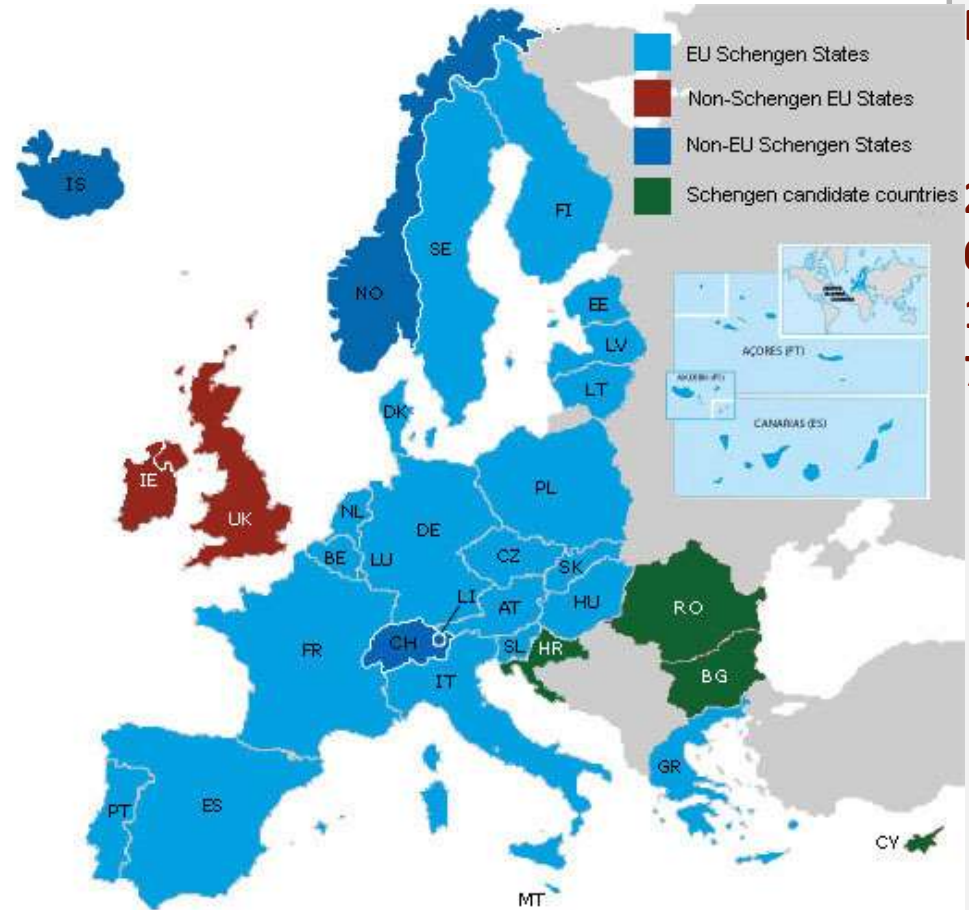 EU Schengen States
Non-Schengen EU States
Non-EU Schengen States
Schengen candidate countries
IS
FI
SE
NO
EE
LV
LT
DK
AÇORES (PT)
CANARIAS (ES)
IE
UK
NL
PL
DE
BE
LU
CZ
SK
LI
AT
HU
RO
FR
CH
SL
HR
IT
BG
GR
PT
ES
CY
MT